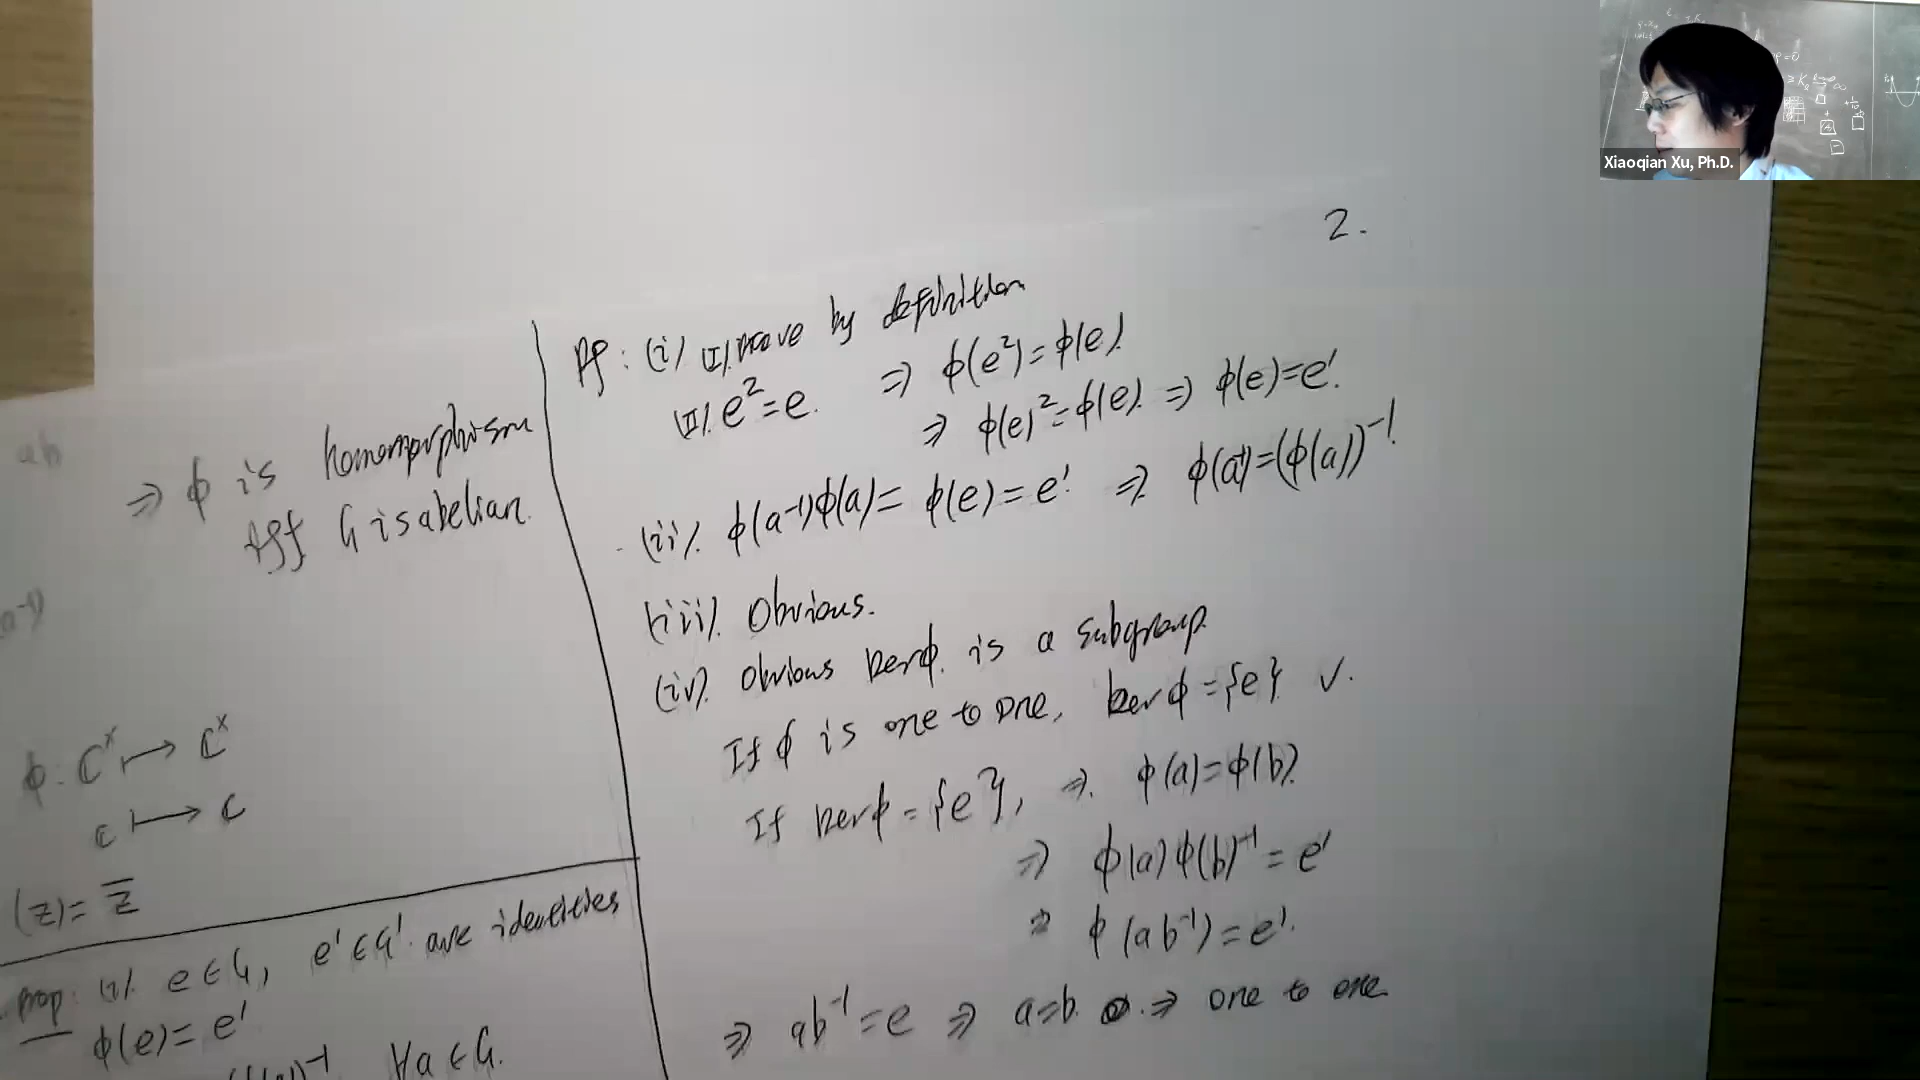 2.
⇒ φ is homomorphism
iff G is abelian.
a⁻¹)
φ: C^x ↦ C^x
c ↦ c
(z) = z̄
prop: (i). e ∈ G, e' ∈ G' are identities
φ(e) = e'
∀a ∈ G.
Pf: (i). (I). prove by definition
(II). e² = e. ⇒ φ(e²) = φ(e).
⇒ φ(e)² = φ(e). ⇒ φ(e) = e'.
(ii). φ(a⁻¹)φ(a) = φ(e) = e'. ⇒. φ(a⁻¹) = (φ(a))⁻¹.
(iii). Obvious.
(iv). Obvious kerφ. is a subgroup.
If φ is one to one, kerφ = {e} ✓.
If kerφ = {e}, ⇒. φ(a) = φ(b).
⇒ φ(a)φ(b)⁻¹ = e'
⇒ φ(ab⁻¹) = e'.
⇒ ab⁻¹ = e ⇒ a=b. ⇒ one to one.
Xiaoqian Xu, Ph.D.